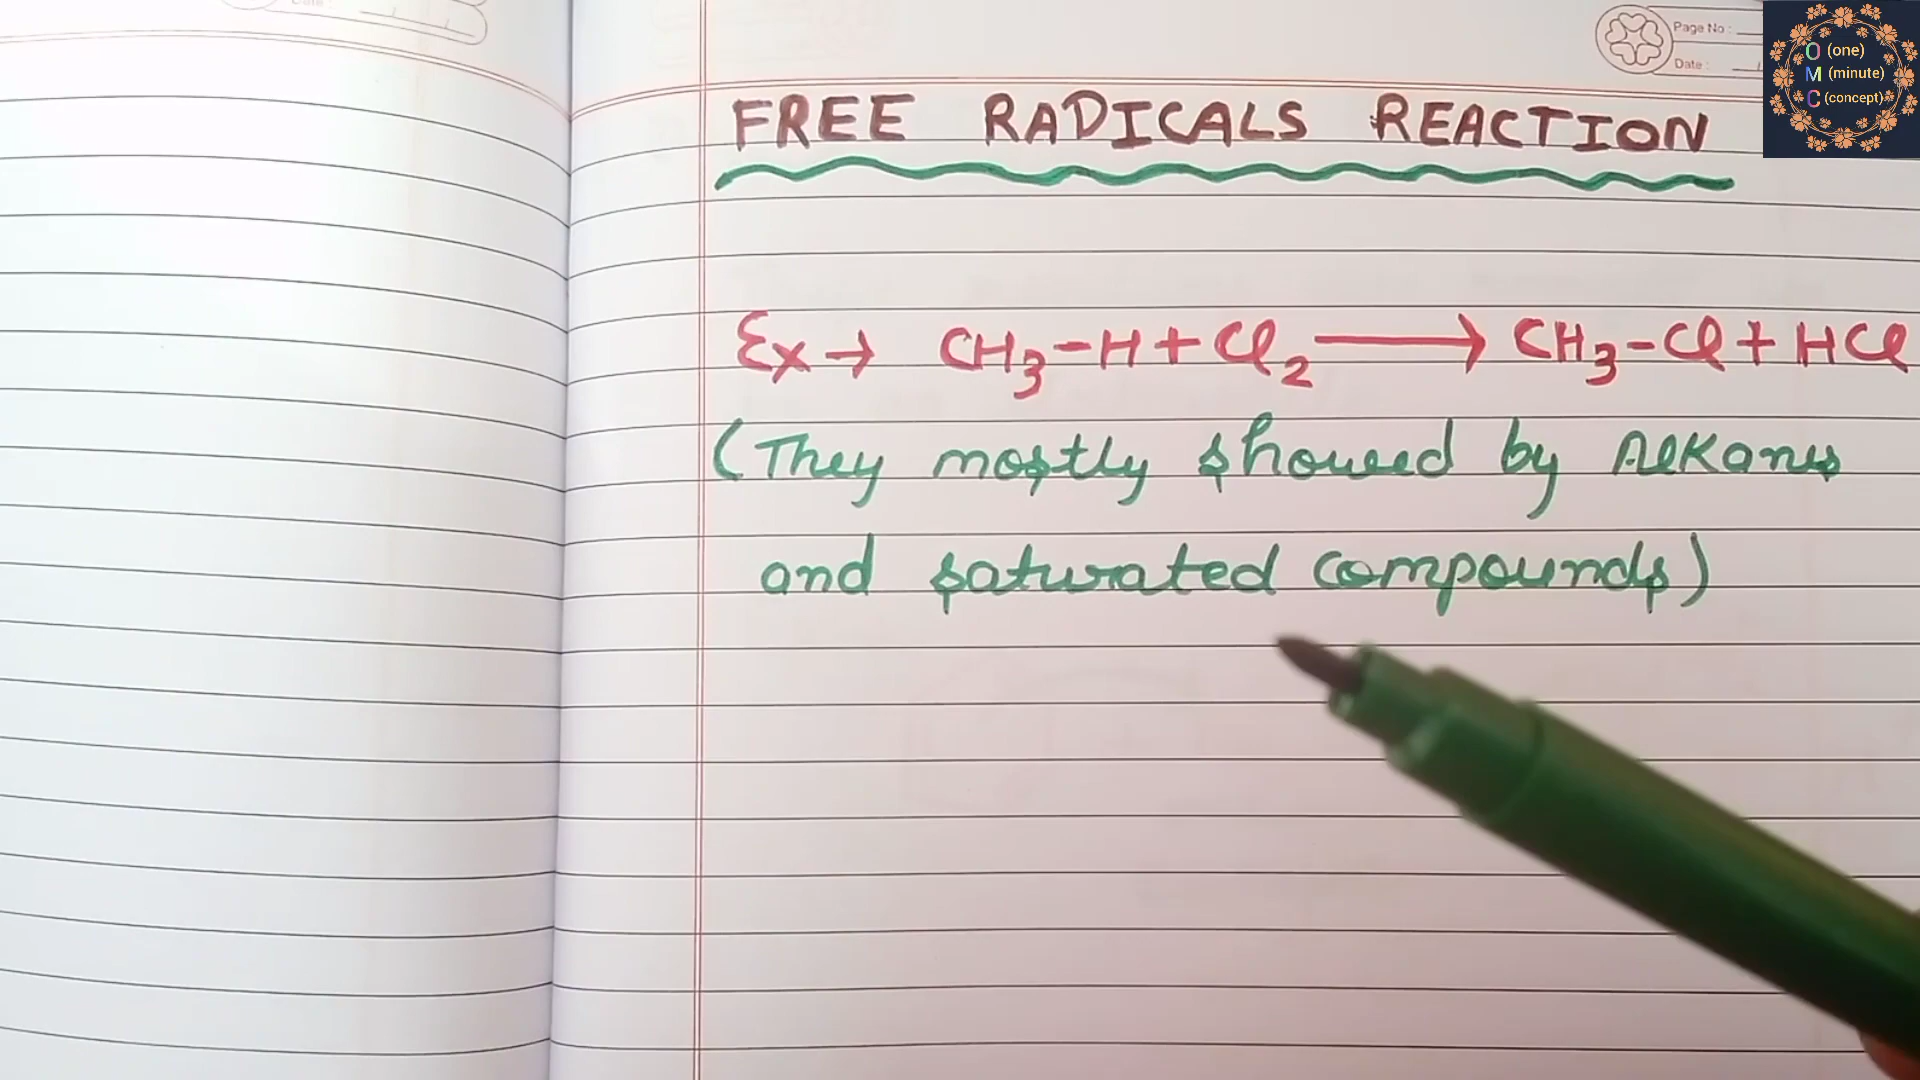 Date :
Page No :
Date :
O (one)
M (minute)
C (concept)
FREE RADICALS REACTION
Ex → CH3-H + Cl2 ⟶ CH3-Cl + HCl
(They mostly showed by Alkanes
and saturated compounds)